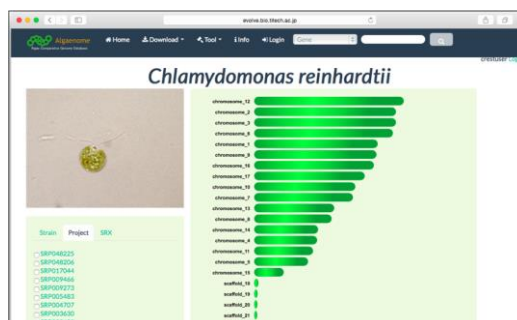 evolve.bio.titech.ac.jp
Algaenome
Home Download Tool Info Login Gene
Chlamydomonas reinhardtii
chromosome_12
chromosome_2
chromosome_3
chromosome_6
chromosome_1
chromosome_9
chromosome_16
chromosome_17
chromosome_10
chromosome_7
chromosome_13
chromosome_8
chromosome_14
chromosome_4
chromosome_11
chromosome_5
chromosome_15
scaffold_18
scaffold_19
scaffold_20
scaffold_21
Strain Project SRX
SRP048225
SRP048206
SRP017044
SRP009466
SRP009273
SRP005483
SRP004707
SRP003630